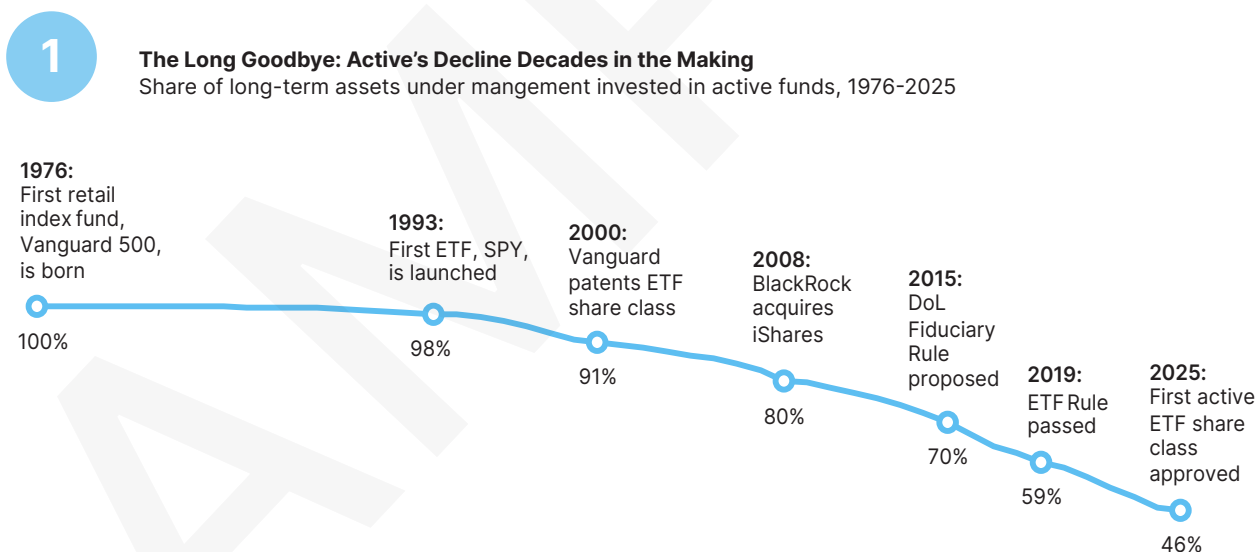 1
The Long Goodbye: Active's Decline Decades in the Making
Share of long-term assets under mangement invested in active funds, 1976-2025
1976:
First retail
index fund,
Vanguard 500,
is born
100%
1993:
First ETF, SPY,
is launched
98%
2000:
Vanguard
patents ETF
share class
91%
2008:
BlackRock
acquires
iShares
80%
2015:
DoL
Fiduciary
Rule
proposed
70%
2019:
ETF Rule
passed
59%
2025:
First active
ETF share
class
approved
46%